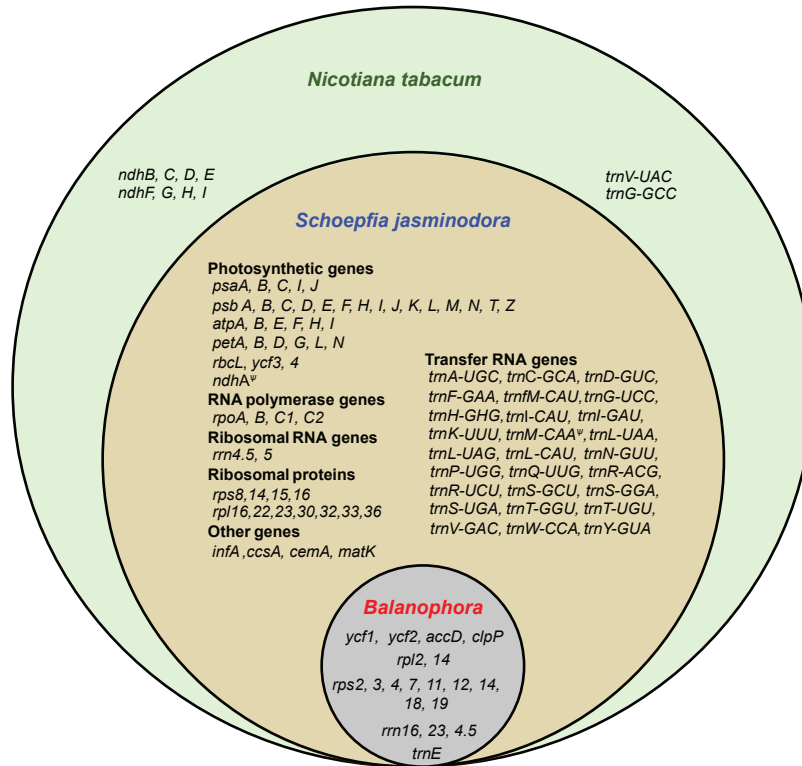 Nicotiana tabacum
ndhB, C, D, E
ndhF, G, H, I
trnV-UAC
trnG-GCC
Schoepfia jasminodora
Photosynthetic genes
psaA, B, C, I, J
psb A, B, C, D, E, F, H, I, J, K, L, M, N, T, Z
atpA, B, E, F, H, I
petA, B, D, G, L, N
rbcL, ycf3, 4
ndhAᴪ
RNA polymerase genes
rpoA, B, C1, C2
Ribosomal RNA genes
rrn4.5, 5
Ribosomal proteins
rps8,14,15,16
rpl16,22,23,30,32,33,36
Other genes
infA ,ccsA, cemA, matK
Transfer RNA genes
trnA-UGC, trnC-GCA, trnD-GUC,
trnF-GAA, trnfM-CAU,trnG-UCC,
trnH-GHG, trnI-CAU, trnI-GAU,
trnK-UUU, trnM-CAAᴪ,trnL-UAA,
trnL-UAG, trnL-CAU, trnN-GUU,
trnP-UGG, trnQ-UUG, trnR-ACG,
trnR-UCU, trnS-GCU, trnS-GGA,
trnS-UGA, trnT-GGU, trnT-UGU,
trnV-GAC, trnW-CCA,trnY-GUA
Balanophora
ycf1, ycf2, accD, clpP
rpl2, 14
rps2, 3, 4, 7, 11, 12, 14,
18, 19
rrn16, 23, 4.5
trnE